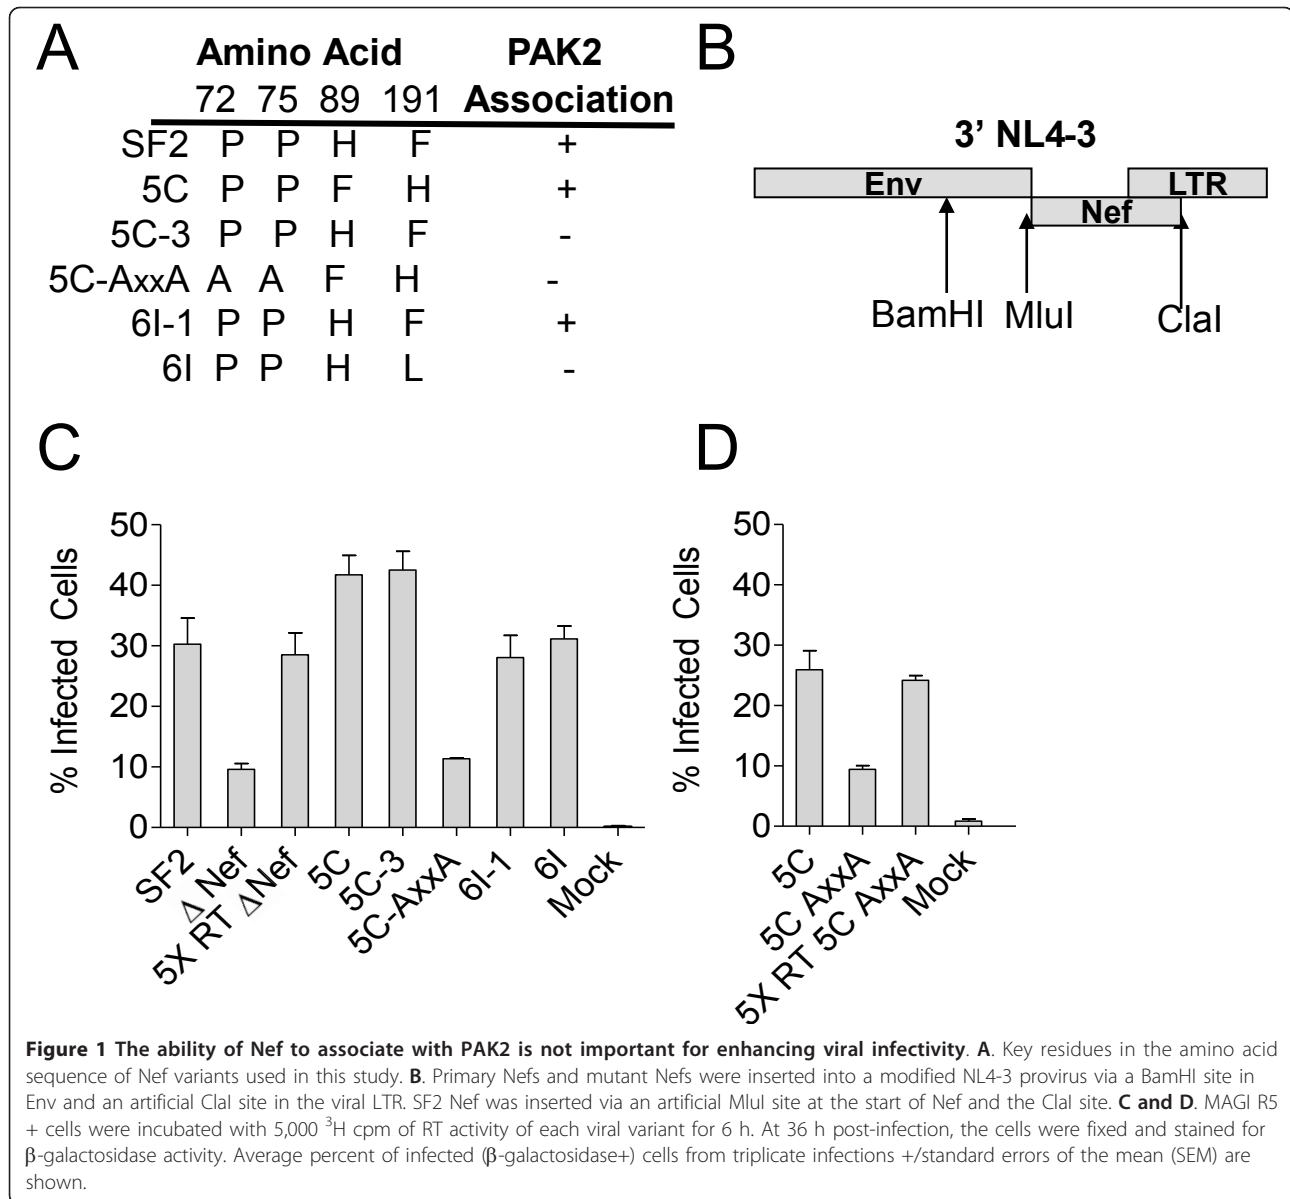 A
Amino Acid PAK2
72 75 89 191 Association
SF2 P P H F +
5C P P F H +
5C-3 P P H F -
5C-AxxA A A F H -
6I-1 P P H F +
6I P P H L -
B
3' NL4-3
Env LTR
Nef
BamHI MluI ClaI
C
% Infected Cells
50
40
30
20
10
0
SF2
Δ Nef
5X RT ΔNef
5C
5C-3
5C-AxxA
6I-1
6I
Mock
D
% Infected Cells
50
40
30
20
10
0
5C
5C AxxA
5X RT 5C AxxA
Mock
Figure 1 The ability of Nef to associate with PAK2 is not important for enhancing viral infectivity. A. Key residues in the amino acid
sequence of Nef variants used in this study. B. Primary Nefs and mutant Nefs were inserted into a modified NL4-3 provirus via a BamHI site in
Env and an artificial ClaI site in the viral LTR. SF2 Nef was inserted via an artificial MluI site at the start of Nef and the ClaI site. C and D. MAGI R5
+ cells were incubated with 5,000 ³H cpm of RT activity of each viral variant for 6 h. At 36 h post-infection, the cells were fixed and stained for
β-galactosidase activity. Average percent of infected (β-galactosidase+) cells from triplicate infections +/standard errors of the mean (SEM) are
shown.